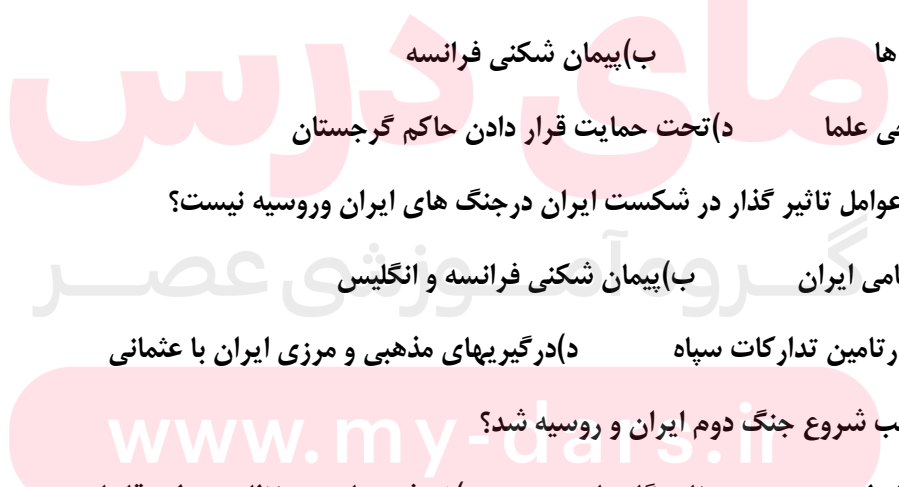 مای درس
ها ب)پیمان شکنی فرانسه
علما د)تحت حمایت قرار دادن حاکم گرجستان
عوامل تاثیر گذار در شکست ایران درجنگ های ایران وروسیه نیست؟
گروه آموزشی عصر
ایران ب)پیمان شکنی فرانسه و انگلیس
رتامین تدارکات سپاه د)درگیریهای مذهبی و مرزی ایران با عثمانی
شروع جنگ دوم ایران و روسیه شد؟
www.my-dars.ir